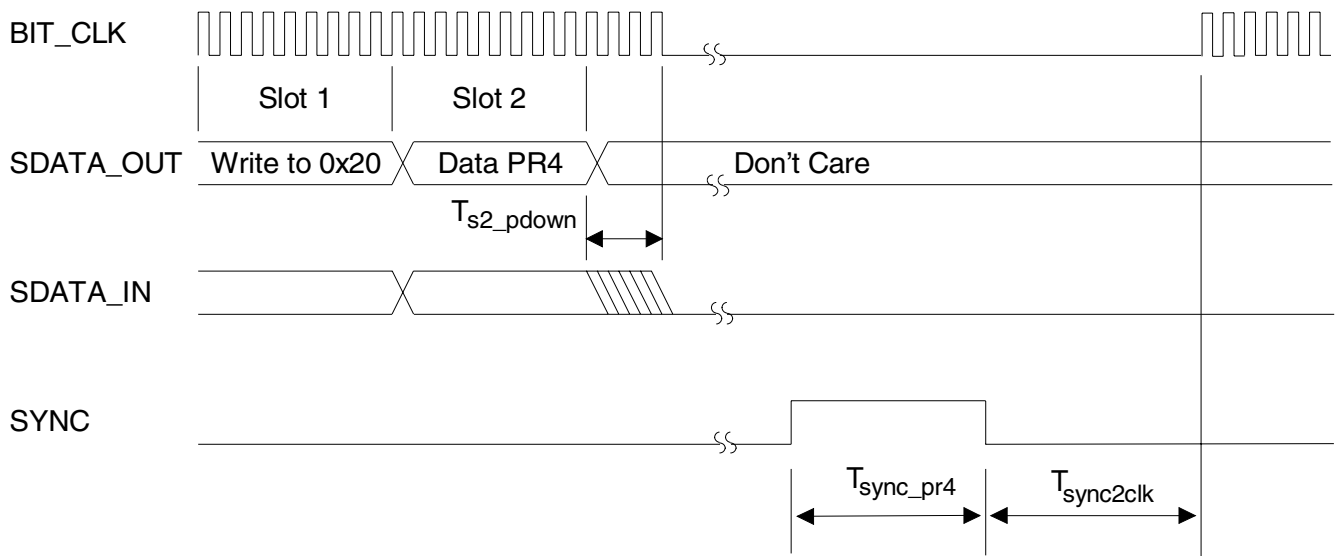 BIT_CLK
Slot 1
Slot 2
SDATA_OUT
Write to 0x20
Data PR4
Don't Care
Ts2_pdown
SDATA_IN
SYNC
Tsync_pr4
Tsync2clk